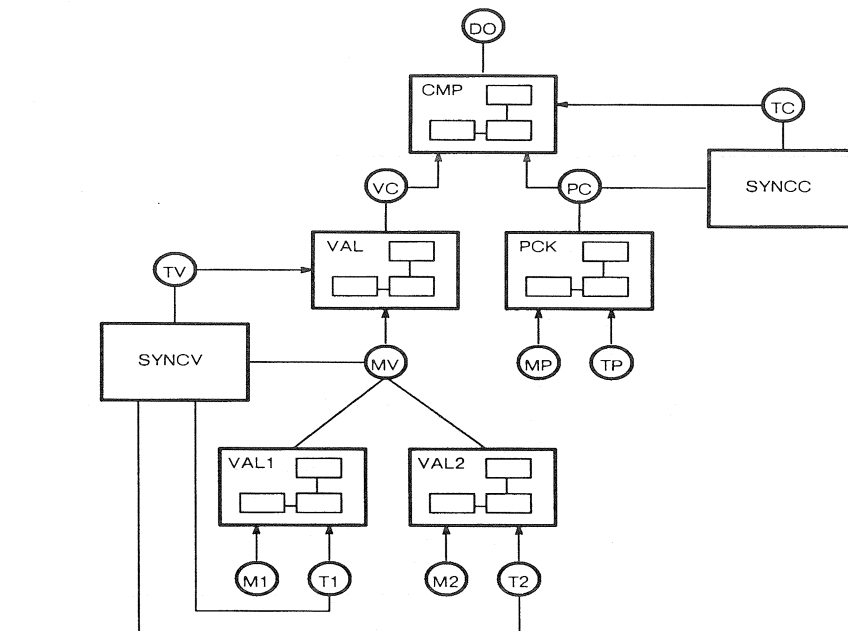 DO
CMP
TC
VC
PC
SYNCC
VAL
PCK
TV
SYNCV
MV
MP
TP
VAL1
VAL2
M1
T1
M2
T2